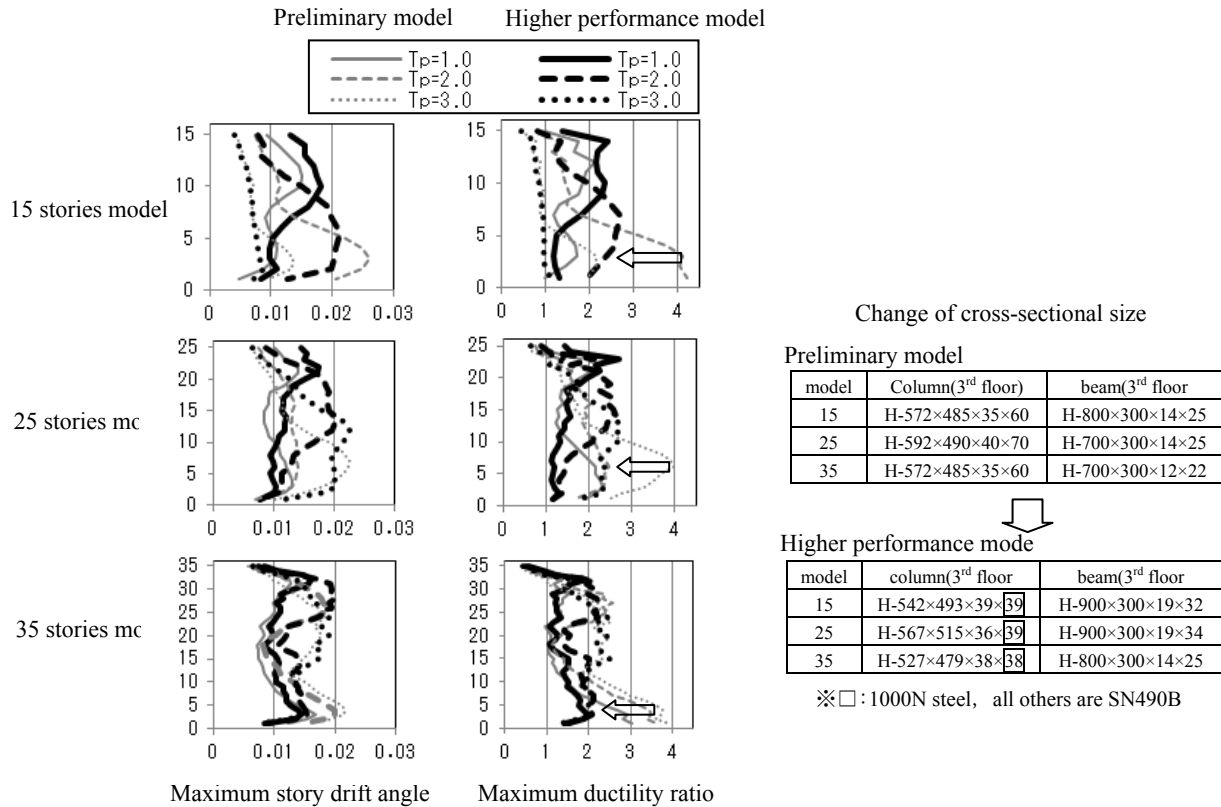 Preliminary model Higher performance model
Tp=1.0 Tp=1.0
Tp=2.0 Tp=2.0
Tp=3.0 Tp=3.0
15 stories model
15
10
5
0
0 0.01 0.02 0.03
15
10
5
0
0 1 2 3 4
25 stories mo
25
20
15
10
5
0
0 0.01 0.02 0.03
25
20
15
10
5
0
0 1 2 3 4
35 stories mo
35
30
25
20
15
10
5
0
0 0.01 0.02 0.03
35
30
25
20
15
10
5
0
0 1 2 3 4
Maximum story drift angle Maximum ductility ratio
Change of cross-sectional size
Preliminary model
model Column(3rd floor) beam(3rd floor
15 H-572×485×35×60 H-800×300×14×25
25 H-592×490×40×70 H-700×300×14×25
35 H-572×485×35×60 H-700×300×12×22
Higher performance mode
model column(3rd floor beam(3rd floor
15 H-542×493×39×39 H-900×300×19×32
25 H-567×515×36×39 H-900×300×19×34
35 H-527×479×38×38 H-800×300×14×25
※□:1000N steel, all others are SN490B